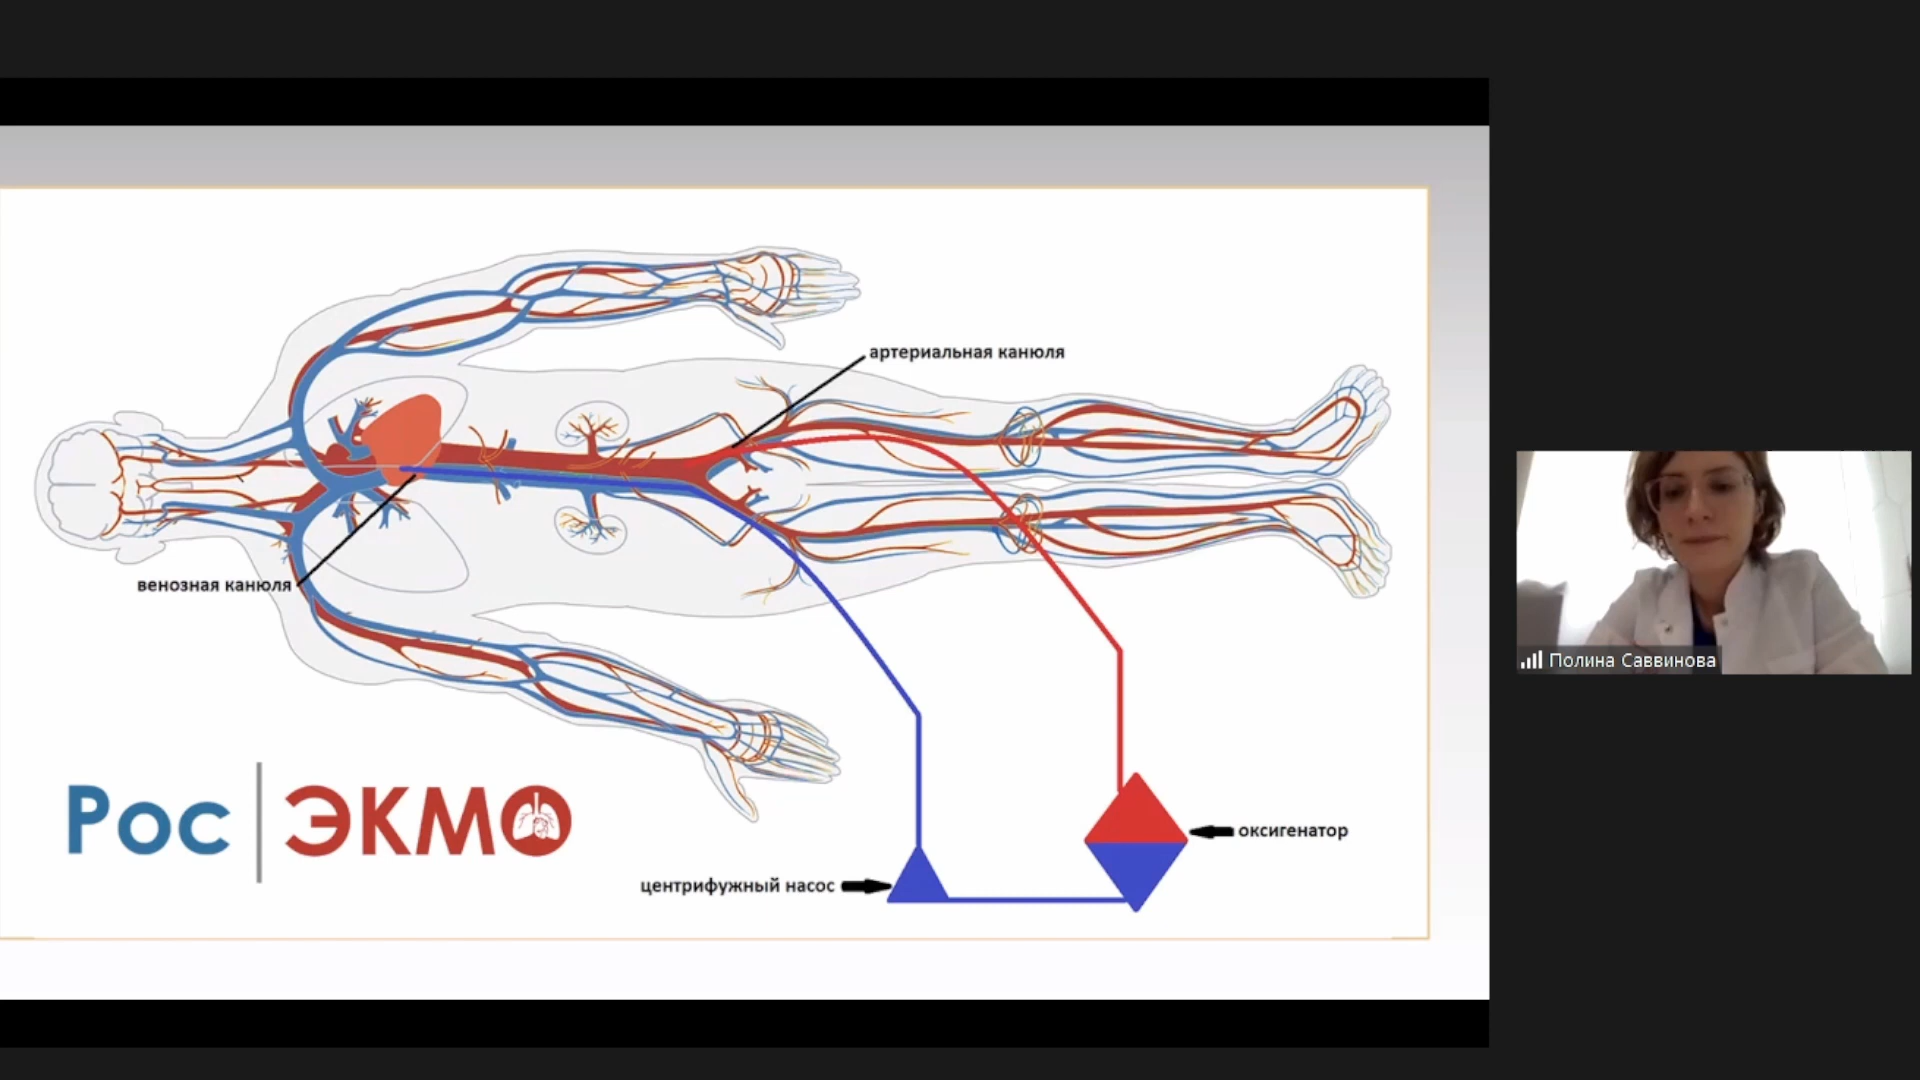 артериальная канюля
венозная канюля
Рос ЭКМО
оксигенатор
центрифужный насос
Полина Саввинова